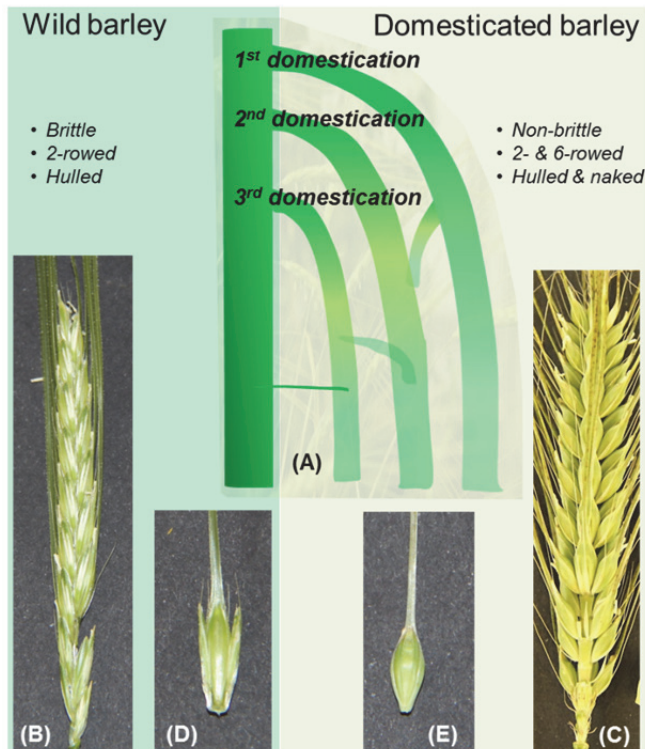 Wild barley
Domesticated barley
1st domestication
2nd domestication
3rd domestication
• Brittle
• 2-rowed
• Hulled
• Non-brittle
• 2- & 6-rowed
• Hulled & naked
(A)
(B)
(D)
(E)
(C)